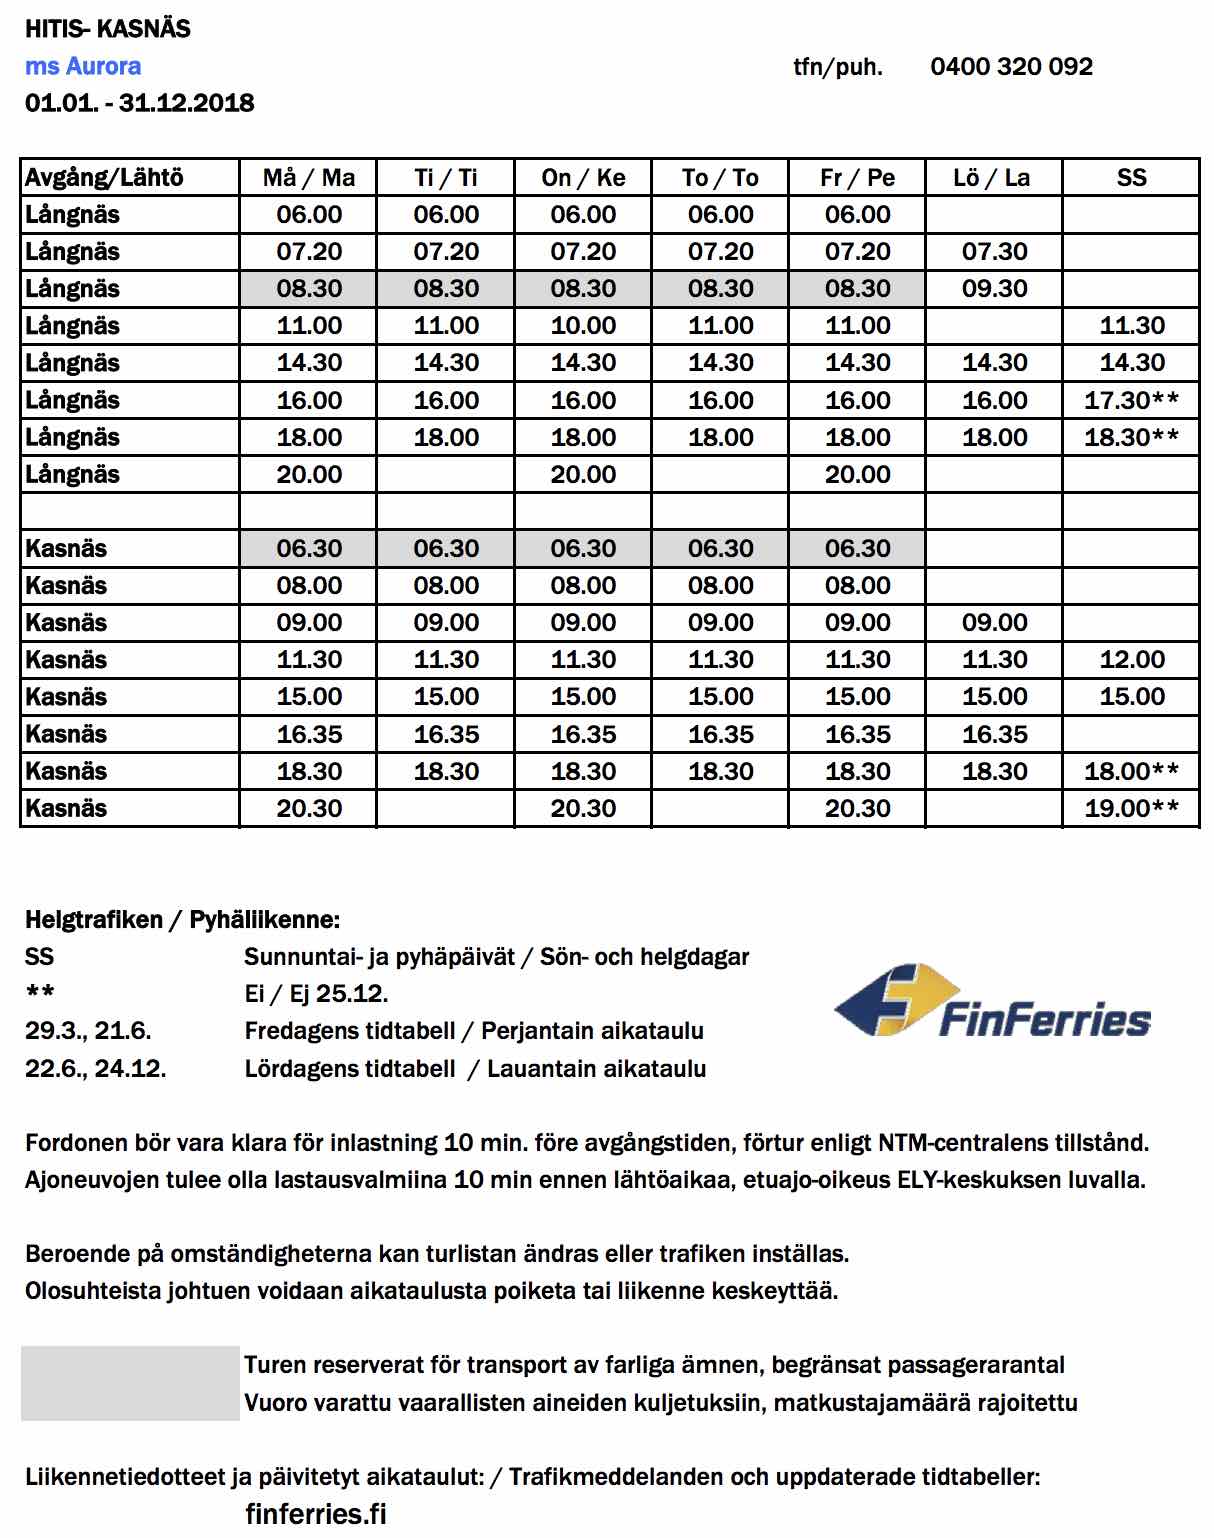 HITIS- KASNÄS
ms Aurora tfn/puh. 0400 320 092
01.01. - 31.12.2018
Avgång/Lähtö Må / Ma Ti / Ti On / Ke To / To Fr / Pe Lö / La SS
Långnäs 06.00 06.00 06.00 06.00 06.00
Långnäs 07.20 07.20 07.20 07.20 07.20 07.30
Långnäs 08.30 08.30 08.30 08.30 08.30 09.30
Långnäs 11.00 11.00 10.00 11.00 11.00 11.30
Långnäs 14.30 14.30 14.30 14.30 14.30 14.30 14.30
Långnäs 16.00 16.00 16.00 16.00 16.00 16.00 17.30**
Långnäs 18.00 18.00 18.00 18.00 18.00 18.00 18.30**
Långnäs 20.00 20.00 20.00
Kasnäs 06.30 06.30 06.30 06.30 06.30
Kasnäs 08.00 08.00 08.00 08.00 08.00
Kasnäs 09.00 09.00 09.00 09.00 09.00 09.00
Kasnäs 11.30 11.30 11.30 11.30 11.30 11.30 12.00
Kasnäs 15.00 15.00 15.00 15.00 15.00 15.00 15.00
Kasnäs 16.35 16.35 16.35 16.35 16.35 16.35
Kasnäs 18.30 18.30 18.30 18.30 18.30 18.30 18.00**
Kasnäs 20.30 20.30 20.30 19.00**
Helgtrafiken / Pyhäliikenne:
SS Sunnuntai- ja pyhäpäivät / Sön- och helgdagar
** Ei / Ej 25.12.
29.3., 21.6. Fredagens tidtabell / Perjantain aikataulu
FinFerries
22.6., 24.12. Lördagens tidtabell / Lauantain aikataulu
Fordonen bör vara klara för inlastning 10 min. före avgångstiden, förtur enligt NTM-centralens tillstånd.
Ajoneuvojen tulee olla lastausvalmiina 10 min ennen lähtöaikaa, etuajo-oikeus ELY-keskuksen luvalla.
Beroende på omständigheterna kan turlistan ändras eller trafiken inställas.
Olosuhteista johtuen voidaan aikataulusta poiketa tai liikenne keskeyttää.
Turen reserverat för transport av farliga ämnen, begränsat passagerarantal
Vuoro varattu vaarallisten aineiden kuljetuksiin, matkustajamäärä rajoitettu
Liikennetiedotteet ja päivitetyt aikataulut: / Trafikmeddelanden och uppdaterade tidtabeller:
finferries.fi